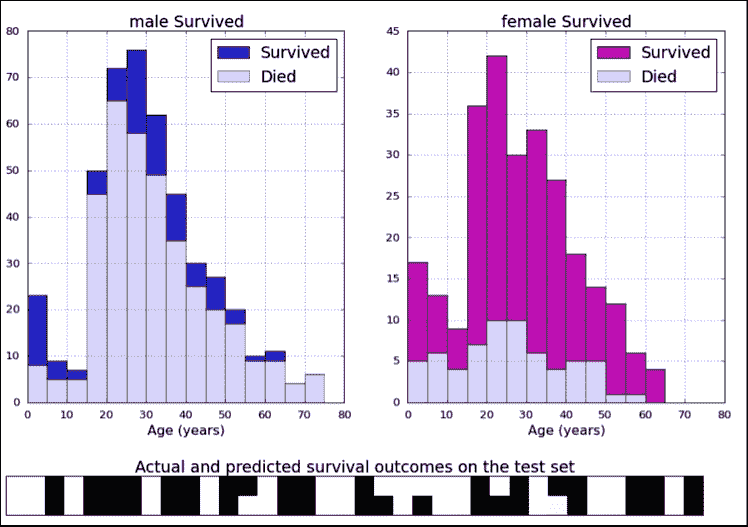 male Survived
80
70
60
50
40
30
20
10
0
Survived
Died
0 10 20 30 40 50 60 70 80
Age (years)
female Survived
45
40
35
30
25
20
15
10
5
0
Survived
Died
0 10 20 30 40 50 60 70 80
Age (years)
Actual and predicted survival outcomes on the test set